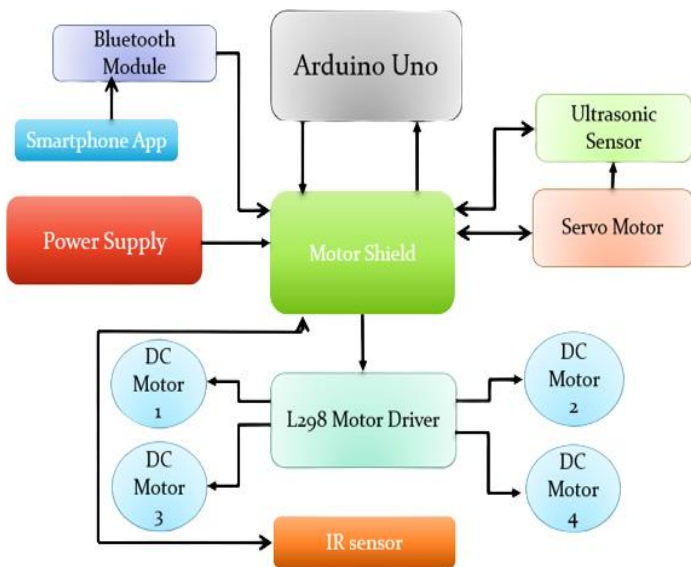 Bluetooth
Module
Arduino Uno
Smartphone App
Ultrasonic
Sensor
Power Supply
Motor Shield
Servo Motor
DC
Motor
1
L298 Motor Driver
DC
Motor
2
DC
Motor
3
DC
Motor
4
IR sensor